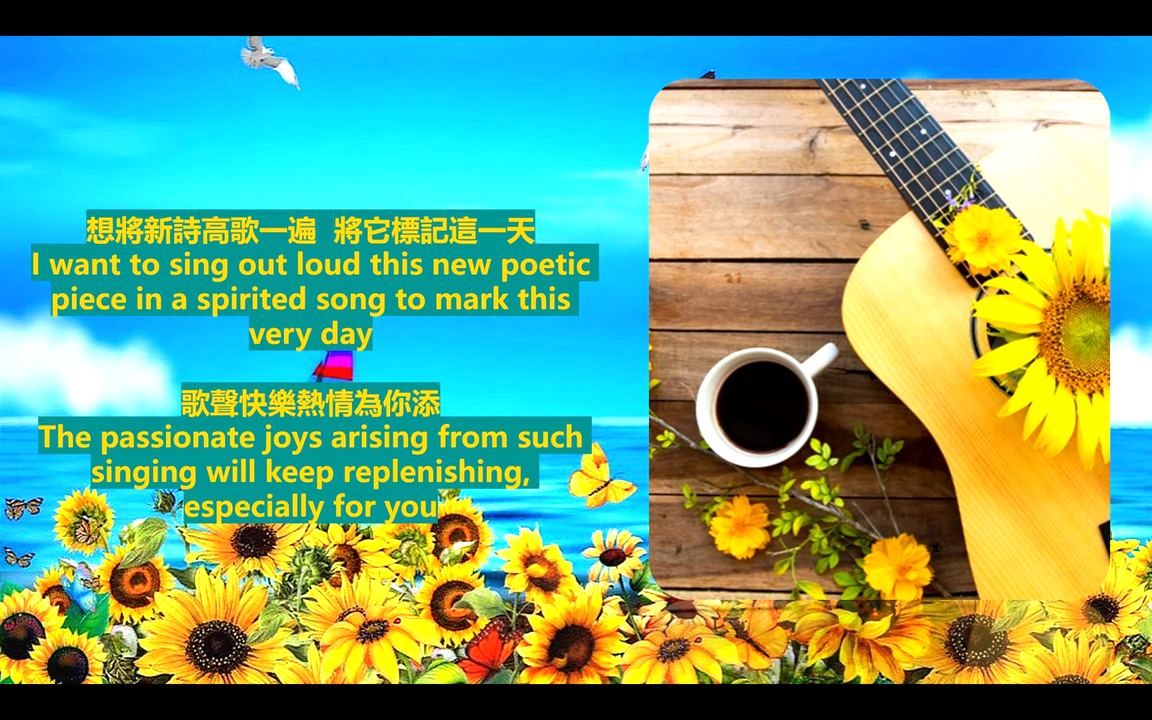 想將新詩高歌一遍 將它標記這一天
I want to sing out loud this new poetic
piece in a spirited song to mark this
very day
歌聲快樂熱情為你添
The passionate joys arising from such
singing will keep replenishing,
especially for you